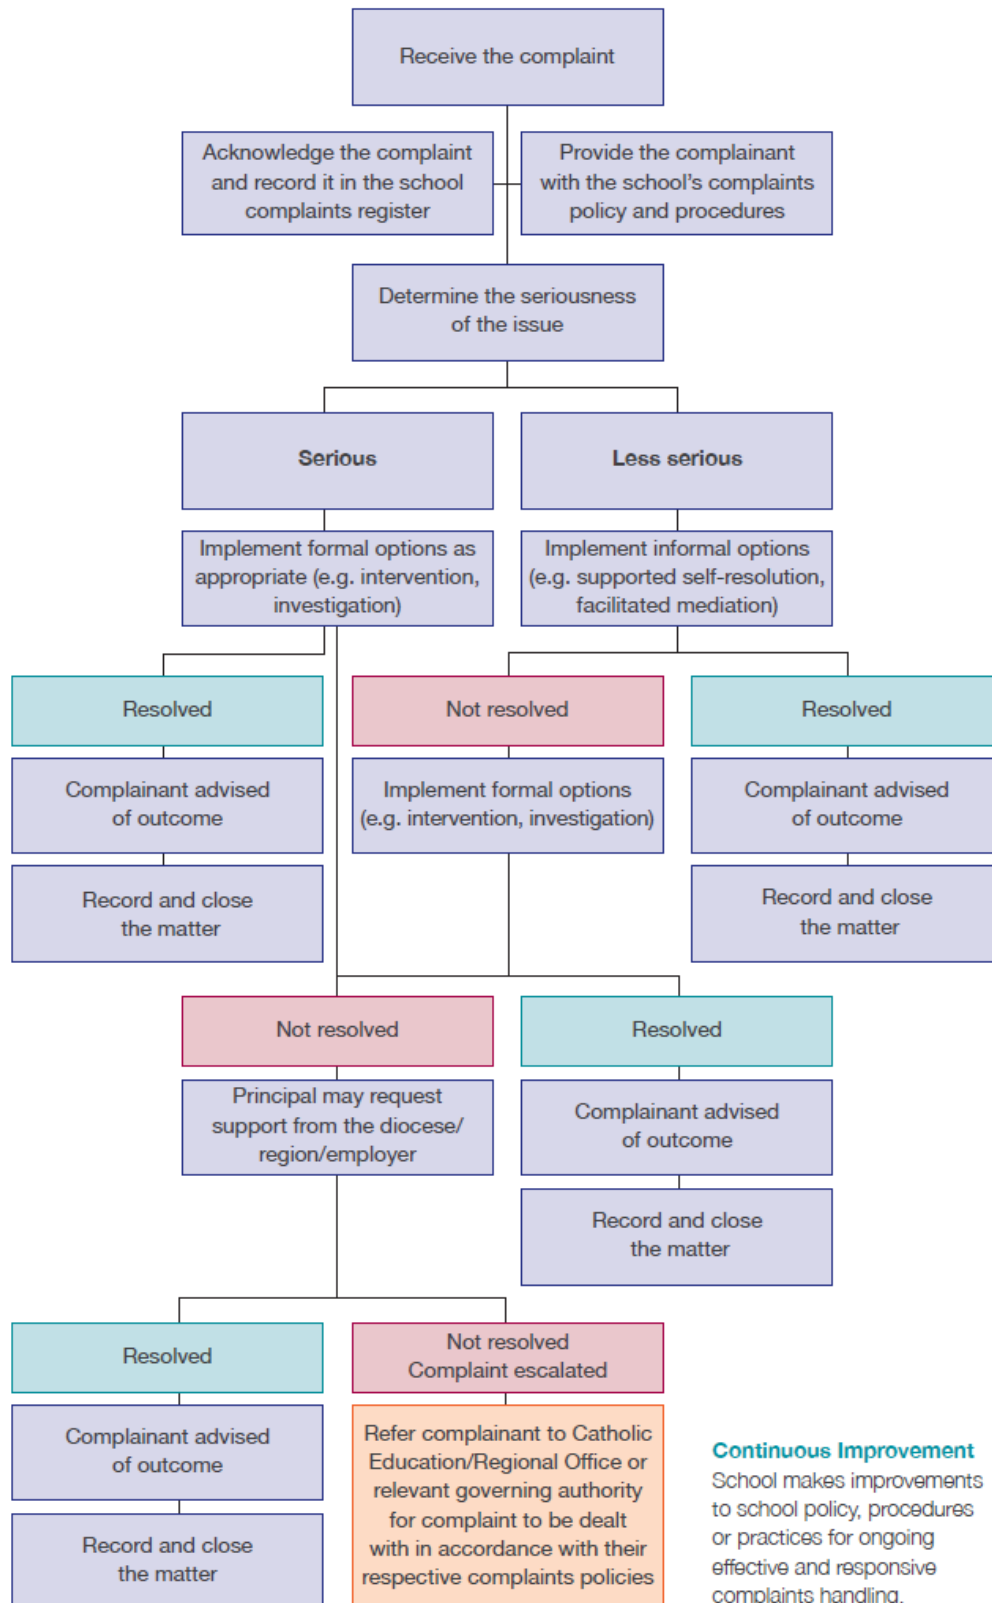 Receive the complaint
Acknowledge the complaint
and record it in the school
complaints register
Provide the complainant
with the school's complaints
policy and procedures
Determine the seriousness
of the issue
Serious
Less serious
Implement formal options as
appropriate (e.g. intervention,
investigation)
Implement informal options
(e.g. supported self-resolution,
facilitated mediation)
Resolved
Not resolved
Resolved
Complainant advised
of outcome
Implement formal options
(e.g. intervention, investigation)
Complainant advised
of outcome
Record and close
the matter
Record and close
the matter
Not resolved
Resolved
Principal may request
support from the diocese/
region/employer
Complainant advised
of outcome
Record and close
the matter
Resolved
Not resolved
Complaint escalated
Complainant advised
of outcome
Record and close
the matter
Refer complainant to Catholic
Education/Regional Office or
relevant governing authority
for complaint to be dealt
with in accordance with their
respective complaints policies
Continuous Improvement
School makes improvements
to school policy, procedures
or practices for ongoing
effective and responsive
complaints handling.